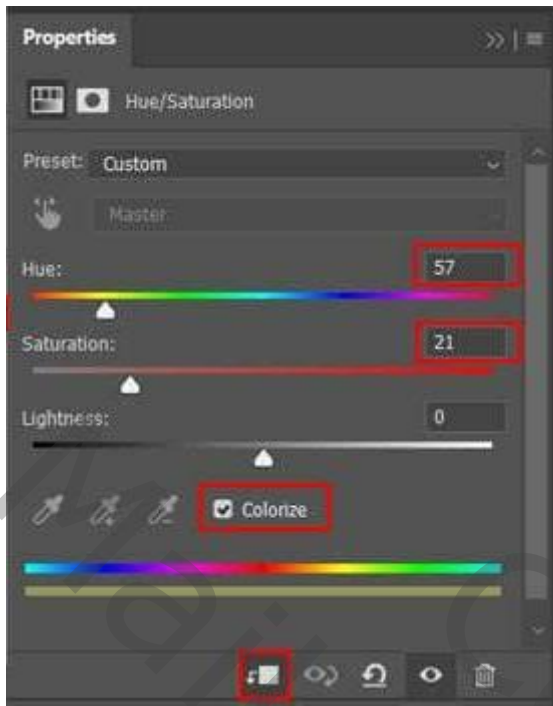 Properties
Hue/Saturation
Preset: Custom
Master
Hue: 57
Saturation: 21
Lightness: 0
Colorize